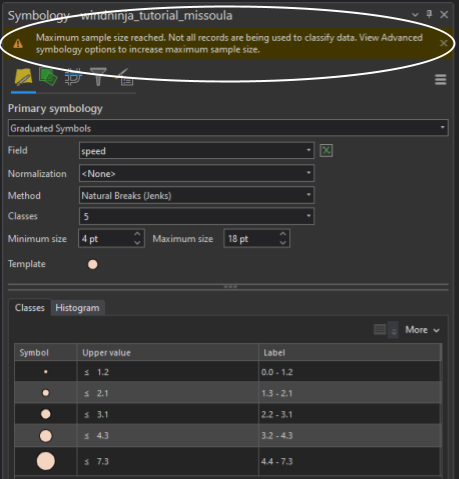 Symbology - windninja_tutorial_missoula
Maximum sample size reached. Not all records are being used to classify data. View Advanced
symbology options to increase maximum sample size.
Primary symbology
Graduated Symbols
Field speed
Normalization <None>
Method Natural Breaks (Jenks)
Classes 5
Minimum size 4 pt Maximum size 18 pt
Template
Classes Histogram
More
Symbol Upper value Label
≤ 1.2 0.0 - 1.2
≤ 2.1 1.3 - 2.1
≤ 3.1 2.2 - 3.1
≤ 4.3 3.2 - 4.3
≤ 7.3 4.4 - 7.3